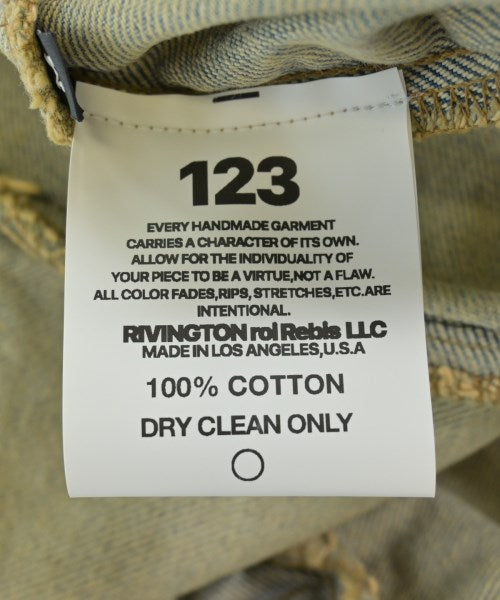 123
EVERY HANDMADE GARMENT
CARRIES A CHARACTER OF ITS OWN.
ALLOW FOR THE INDIVIDUALITY OF
YOUR PIECE TO BE A VIRTUE,NOT A FLAW.
ALL COLOR FADES,RIPS, STRETCHES,ETC.ARE
INTENTIONAL.
RIVINGTON roi Rebis LLC
MADE IN LOS ANGELES,U.S.A
100% COTTON
DRY CLEAN ONLY